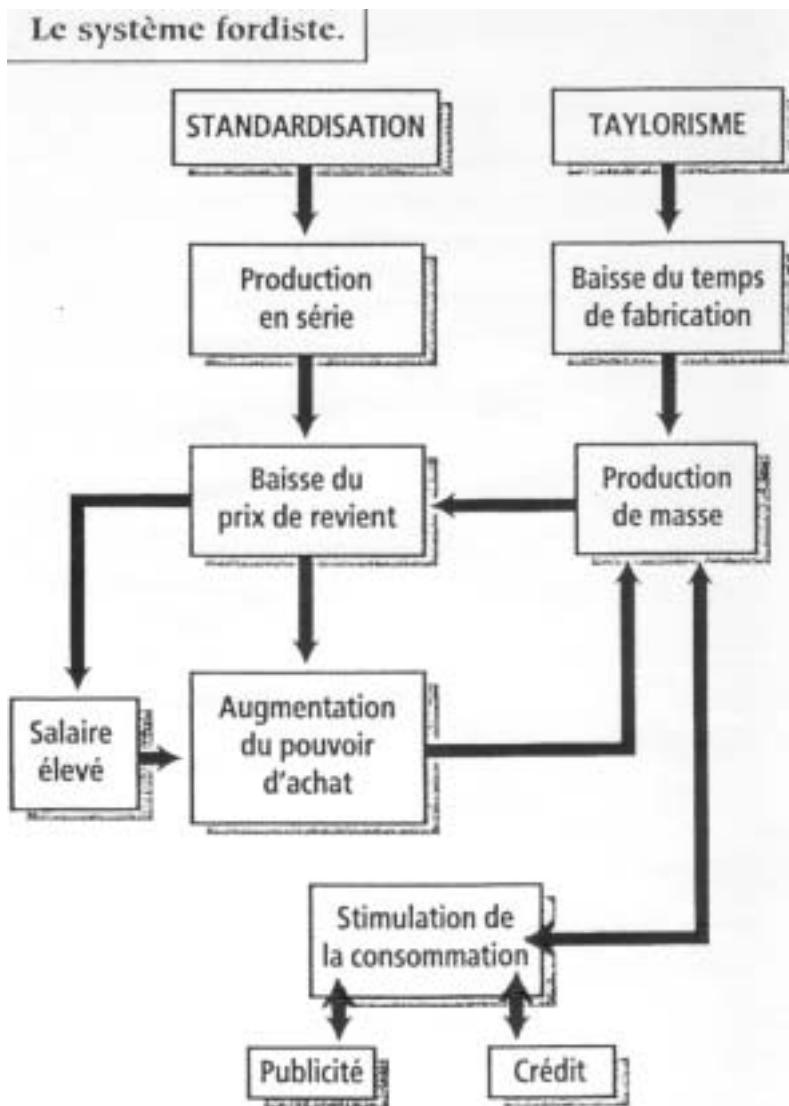 Le système fordiste.
STANDARDISATION
TAYLORISME
Production
en série
Baisse du temps
de fabrication
Baisse du
prix de revient
Production
de masse
Salaire
élevé
Augmentation
du pouvoir
d'achat
Stimulation de
la consommation
Publicité
Crédit